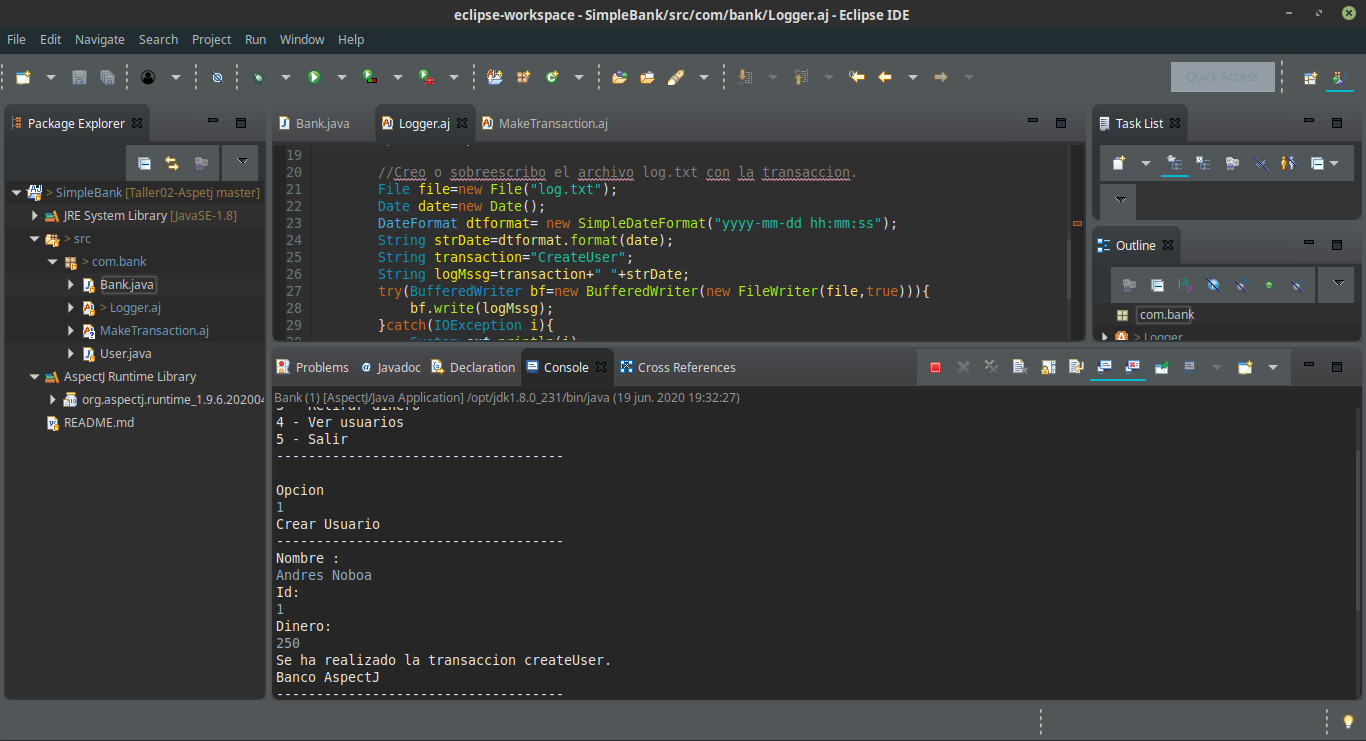 eclipse-workspace - SimpleBank/src/com/bank/Logger.aj - Eclipse IDE
File Edit Navigate Search Project Run Window Help
Quick Access
Package Explorer
> SimpleBank [Taller02-Aspetj master]
JRE System Library [JavaSE-1.8]
> src
> com.bank
Bank.java
> Logger.aj
MakeTransaction.aj
User.java
AspectJ Runtime Library
org.aspectj.runtime_1.9.6.202004
README.md
Bank.java Logger.aj MakeTransaction.aj
19
20 //Creo o sobreescribo el archivo log.txt con la transaccion.
21 File file=new File("log.txt");
22 Date date=new Date();
23 DateFormat dtformat= new SimpleDateFormat("yyyy-mm-dd hh:mm:ss");
24 String strDate=dtformat.format(date);
25 String transaction="CreateUser";
26 String logMssg=transaction+" "+strDate;
27 try(BufferedWriter bf=new BufferedWriter(new FileWriter(file,true))){
28 bf.write(logMssg);
29 }catch(IOException i){
Task List
Outline
com.bank
> Logger
Problems Javadoc Declaration Console Cross References
Bank (1) [AspectJ/Java Application] /opt/jdk1.8.0_231/bin/java (19 jun. 2020 19:32:27)
3 - Retirar dinero
4 - Ver usuarios
5 - Salir
------------------------------------
Opcion
1
Crear Usuario
------------------------------------
Nombre :
Andres Noboa
Id:
1
Dinero:
250
Se ha realizado la transaccion createUser.
Banco AspectJ
------------------------------------